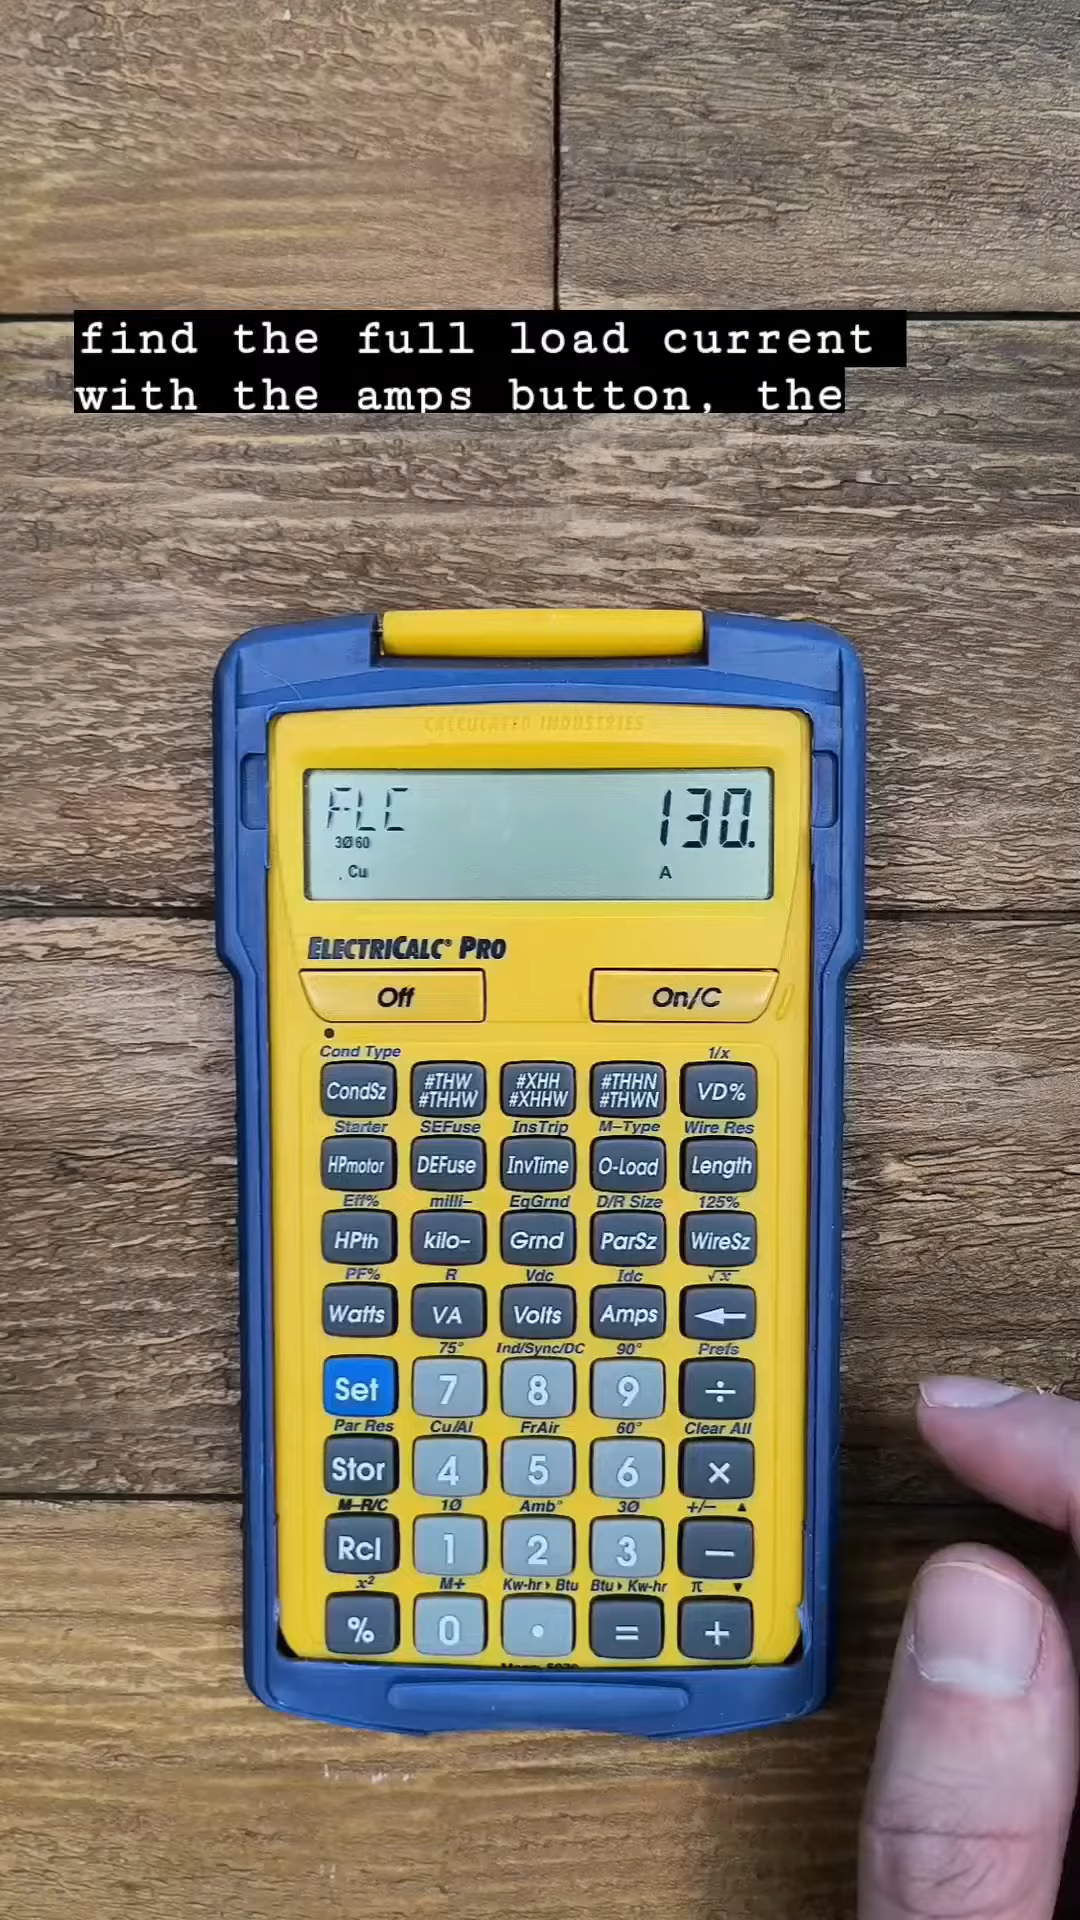 find the full load current
with the amps button, the
CALCULATED INDUSTRIES
FLC 130.
3Ø 60
Cu A
ELECTRICALC® PRO
Off On/C
Cond Type 1/x
CondSz #THW #THHW #XHH #XHHW #THHN #THWN VD%
Starter SEFuse InsTrip M-Type Wire Res
HPmotor DEFuse InvTime O-Load Length
Eff% milli- EqGrnd D/R Size 125%
HPth kilo- Grnd ParSz WireSz
PF% R Vdc Idc √x
Watts VA Volts Amps ←
75° Ind/Sync/DC 90° Prefs
Set 7 8 9 ÷
Par Res Cu/Al FrAir 60° Clear All
Stor 4 5 6 ×
M-R/C 1Ø Amb° 3Ø +/- ▲
Rcl 1 2 3 −
x² M+ Kw-hr▸Btu Btu▸Kw-hr π ▼
% 0 . = +